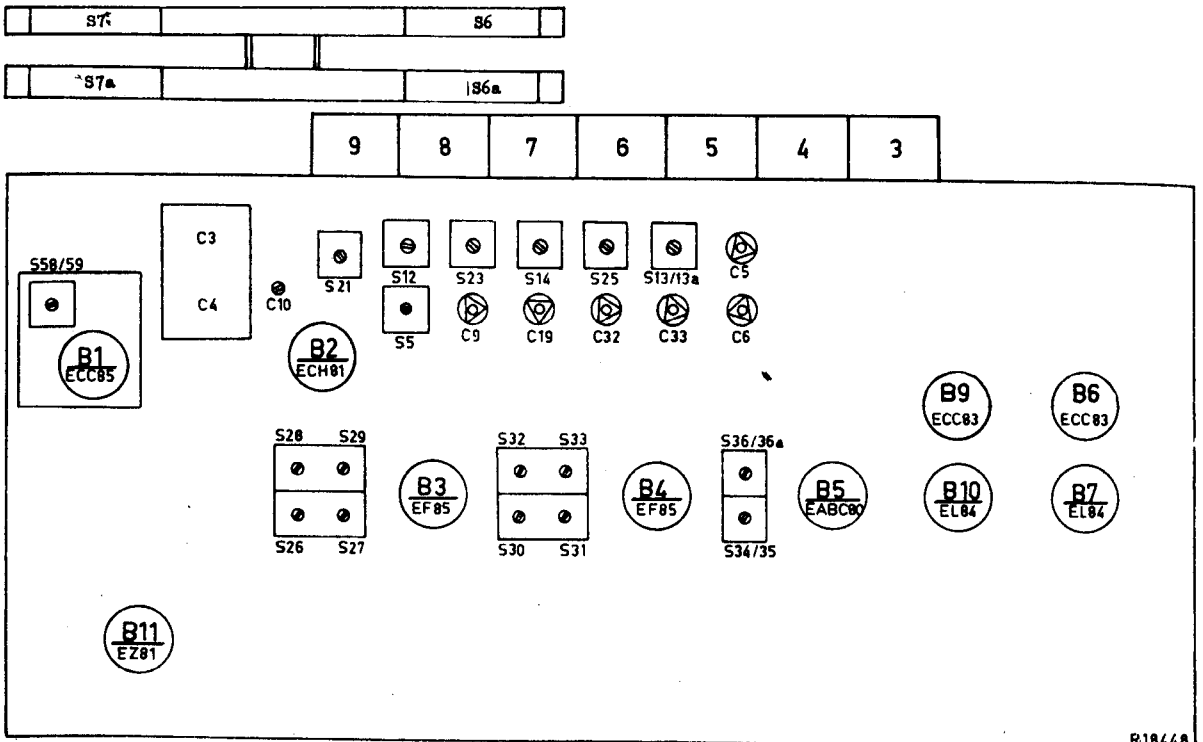 S7 S6
S7a S6a
9 8 7 6 5 4 3
C3
C4
C10
S58/59
S21
S12 S23 S14 S25 S13/13a C5
S5 C9 C19 C32 C33 C6
B1
ECC85
B2
ECH81
B9
ECC83
B6
ECC83
S28 S29
S26 S27
B3
EF85
S32 S33
S30 S31
B4
EF85
S36/36a
S34/35
B5
EABC80
B10
EL84
B7
EL84
B11
EZ81
R18448